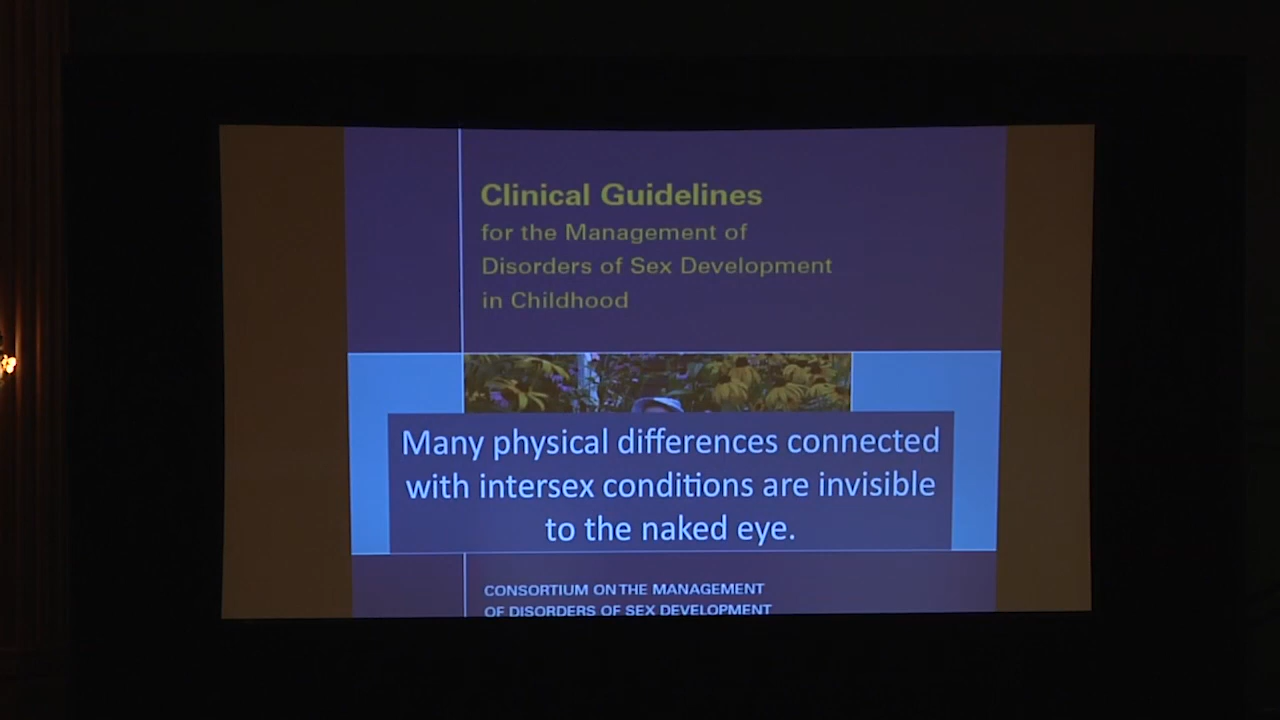 Clinical Guidelines
for the Management of
Disorders of Sex Development
in Childhood
Many physical differences connected
with intersex conditions are invisible
to the naked eye.
CONSORTIUM ON THE MANAGEMENT
OF DISORDERS OF SEX DEVELOPMENT